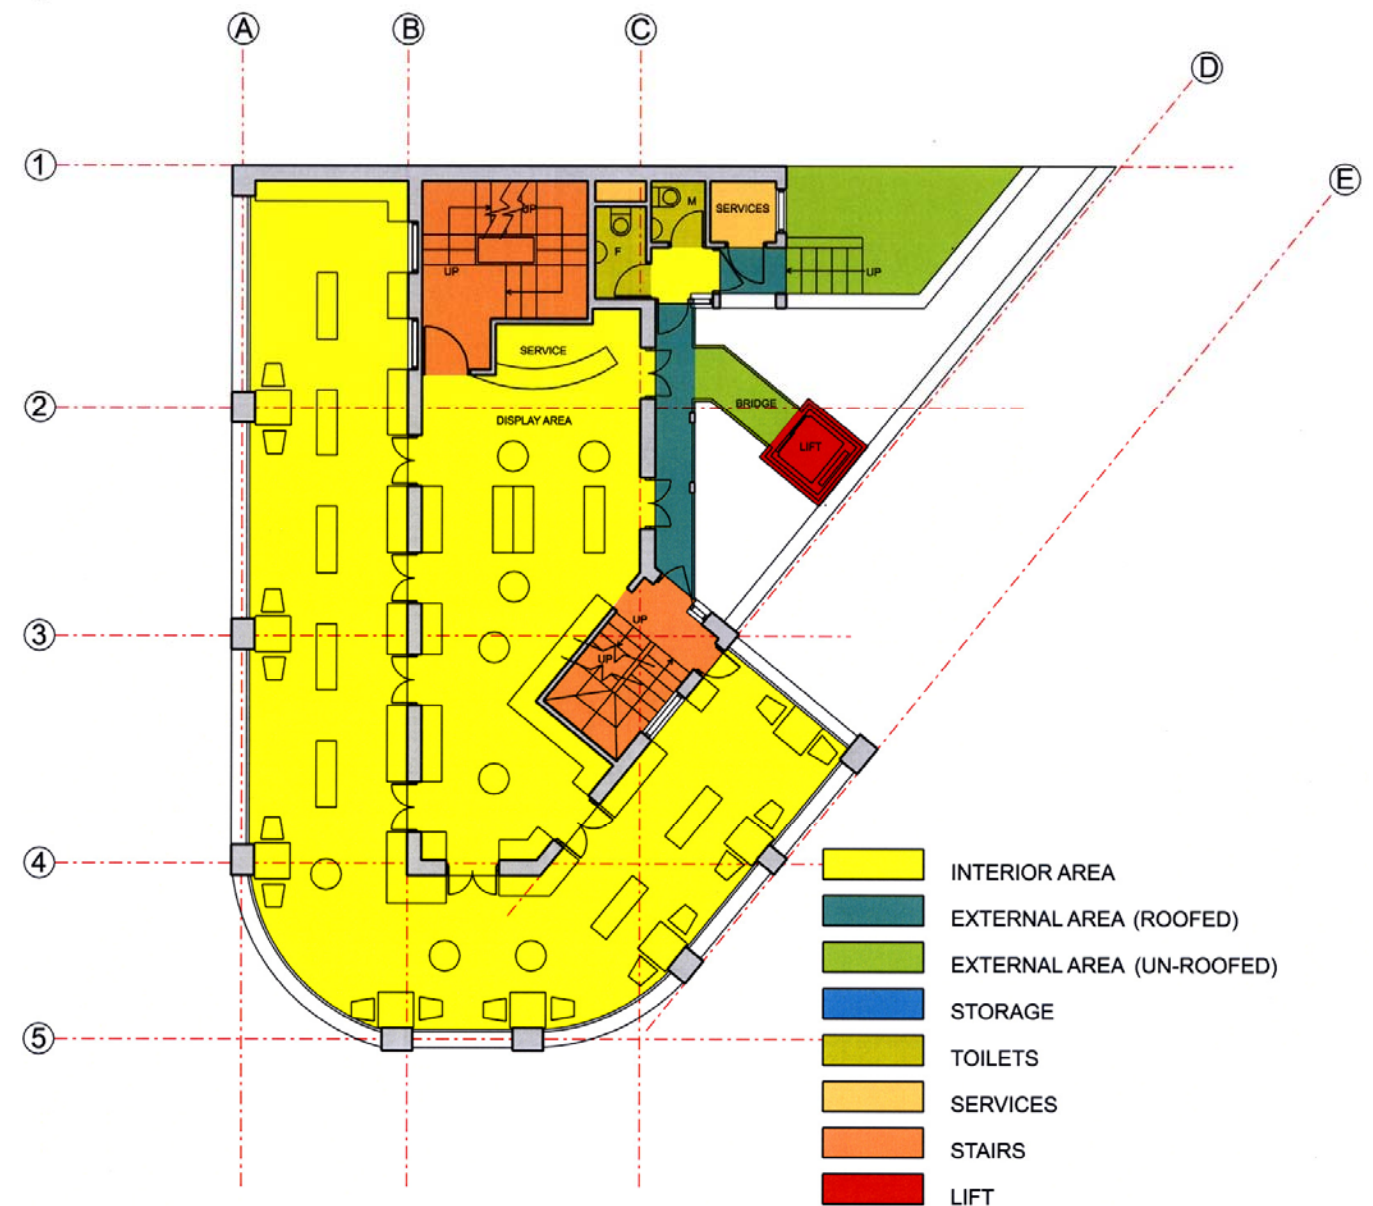 A
B
C
D
E
1
UP
M
SERVICES
F
UP
UP
SERVICE
2
BRIDGE
DISPLAY AREA
LIFT
3
UP
UP
4
INTERIOR AREA
EXTERNAL AREA (ROOFED)
EXTERNAL AREA (UN-ROOFED)
STORAGE
5
TOILETS
SERVICES
STAIRS
LIFT